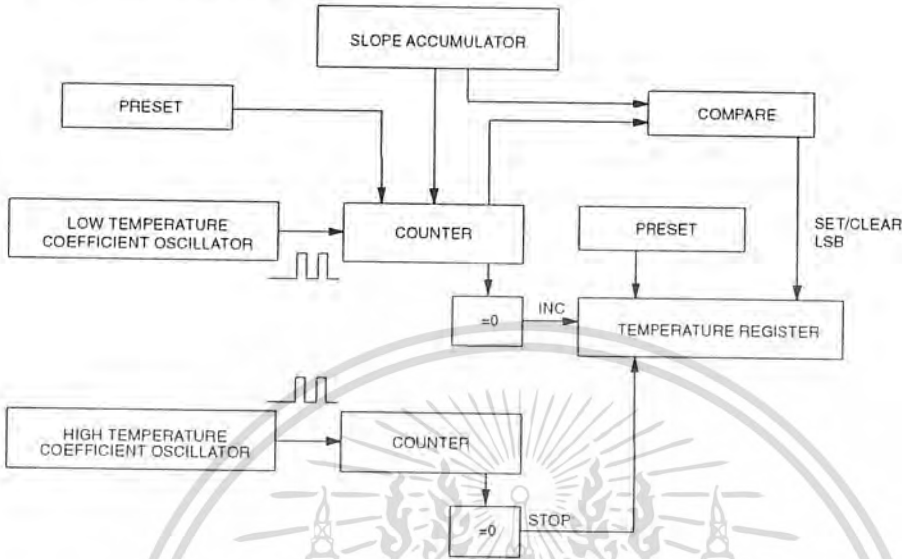 SLOPE ACCUMULATOR
PRESET
COMPARE
LOW TEMPERATURE
COEFFICIENT OSCILLATOR
COUNTER
PRESET
SET/CLEAR
LSB
=0
INC
TEMPERATURE REGISTER
HIGH TEMPERATURE
COEFFICIENT OSCILLATOR
COUNTER
=0
STOP